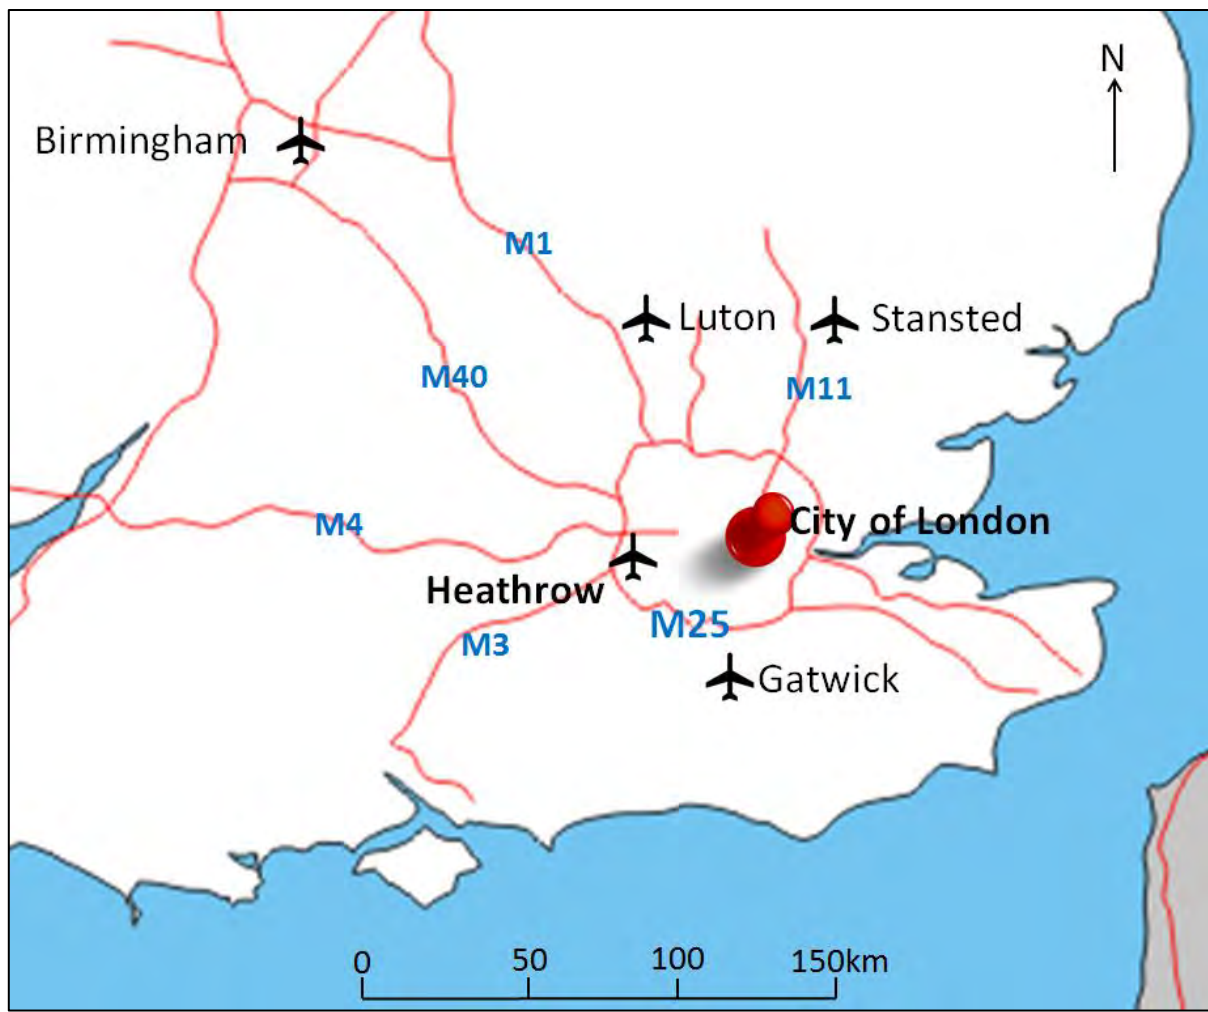 N
Birmingham
M1
Luton
Stansted
M40
M11
M4
City of London
Heathrow
M25
M3
Gatwick
0 50 100 150km